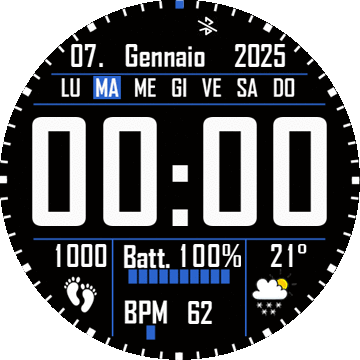 07. Gennaio 2025
LU MA ME GI VE SA DO
00:00
1000 Batt. 100% 21°
BPM 62